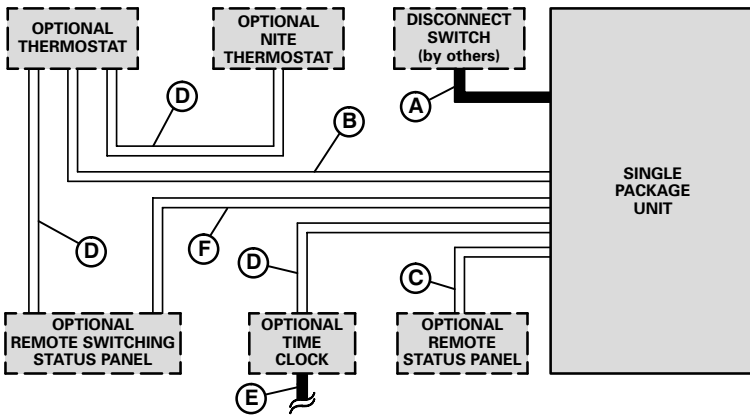 OPTIONAL
THERMOSTAT
OPTIONAL
NITE
THERMOSTAT
DISCONNECT
SWITCH
(by others)
A
D
B
SINGLE
PACKAGE
UNIT
D
F
D
C
OPTIONAL
REMOTE SWITCHING
STATUS PANEL
OPTIONAL
TIME
CLOCK
OPTIONAL
REMOTE
STATUS PANEL
E